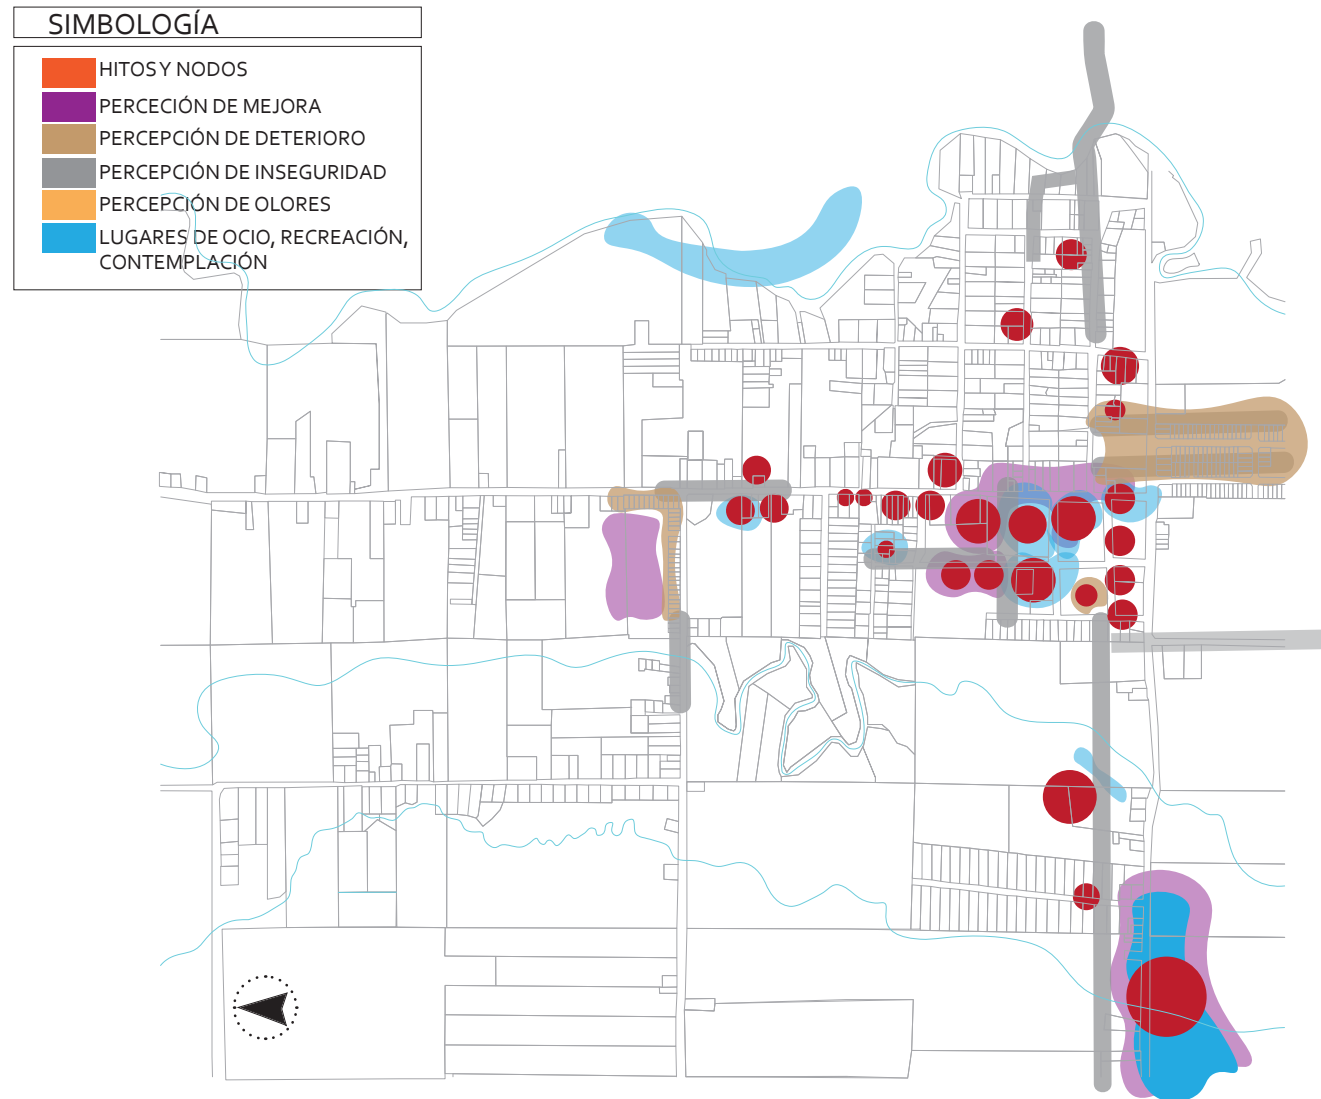 SIMBOLOGÍA
HITOS Y NODOS
PERCECIÓN DE MEJORA
PERCEPCIÓN DE DETERIORO
PERCEPCIÓN DE INSEGURIDAD
PERCEPCIÓN DE OLORES
LUGARES DE OCIO, RECREACIÓN,
CONTEMPLACIÓN